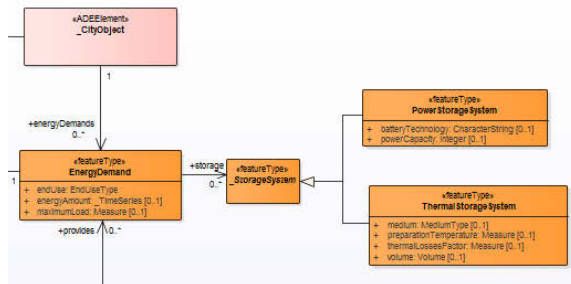 «ADEElement»
_CityObject
1
+energyDemands
0..*
«featureType»
EnergyDemand
+ endUse: EndUseType
+ energyAmount: _TimeSeries [0..1]
+ maximumLoad: Measure [0..1]
1
+storage
0..*
«featureType»
_StorageSystem
«featureType»
PowerStorageSystem
+ batteryTechnology: CharacterString [0..1]
+ powerCapacity: Integer [0..1]
«featureType»
ThermalStorageSystem
+ medium: MediumType [0..1]
+ preparationTemperature: Measure [0..1]
+ thermalLossesFactor: Measure [0..1]
+ volume: Volume [0..1]
+provides
0..*